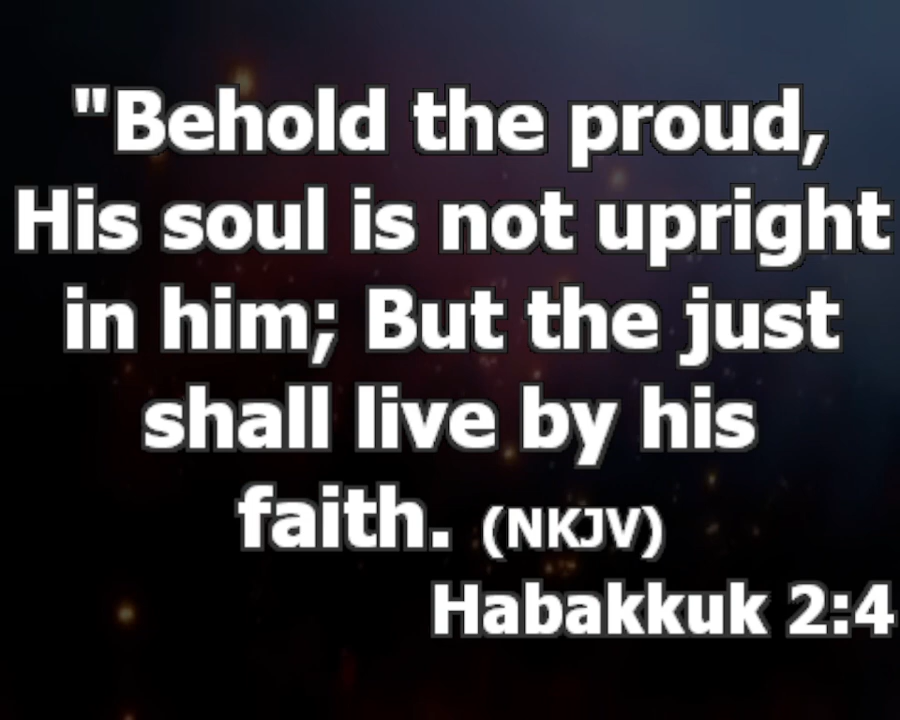 "Behold the proud,
His soul is not upright
in him; But the just
shall live by his
faith. (NKJV)
Habakkuk 2:4